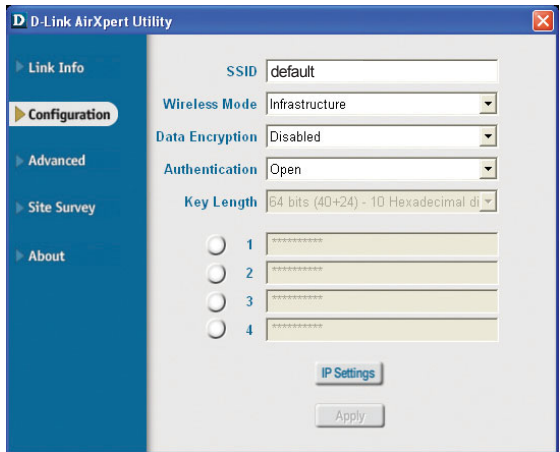 D D-Link AirXpert Utility
Link Info
Configuration
Advanced
Site Survey
About
SSID default
Wireless Mode Infrastructure
Data Encryption Disabled
Authentication Open
Key Length 64 bits (40+24) - 10 Hexadecimal di
1 **********
2 **********
3 **********
4 **********
IP Settings
Apply